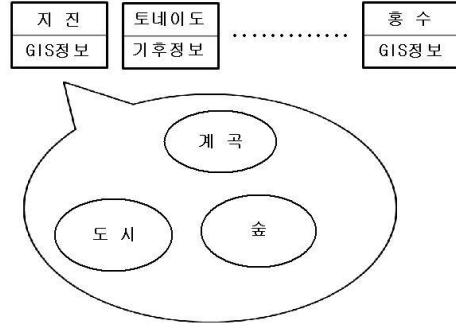 지 진
GIS정보
토네이도
기후정보
홍 수
GIS정보
계 곡
도 시
숲